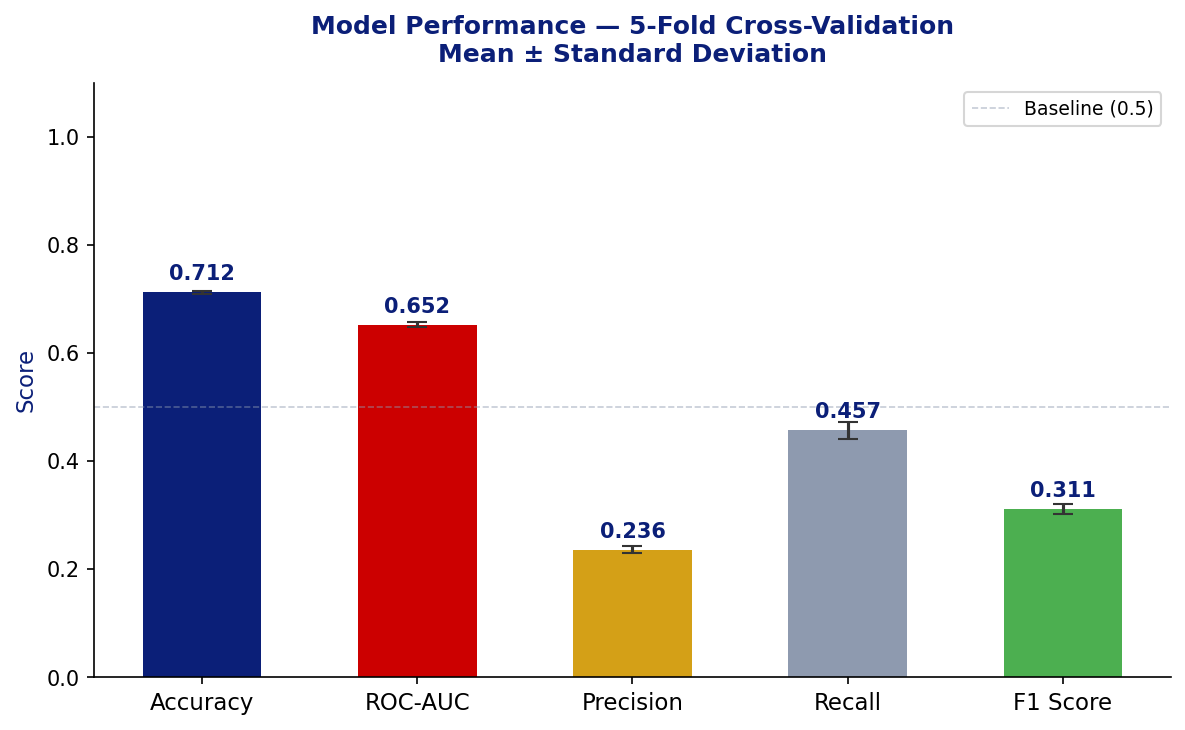 Model Performance — 5-Fold Cross-Validation
Mean ± Standard Deviation
Baseline (0.5)
Score
1.0
0.8
0.6
0.4
0.2
0.0
0.712
0.652
0.236
0.457
0.311
Accuracy
ROC-AUC
Precision
Recall
F1 Score